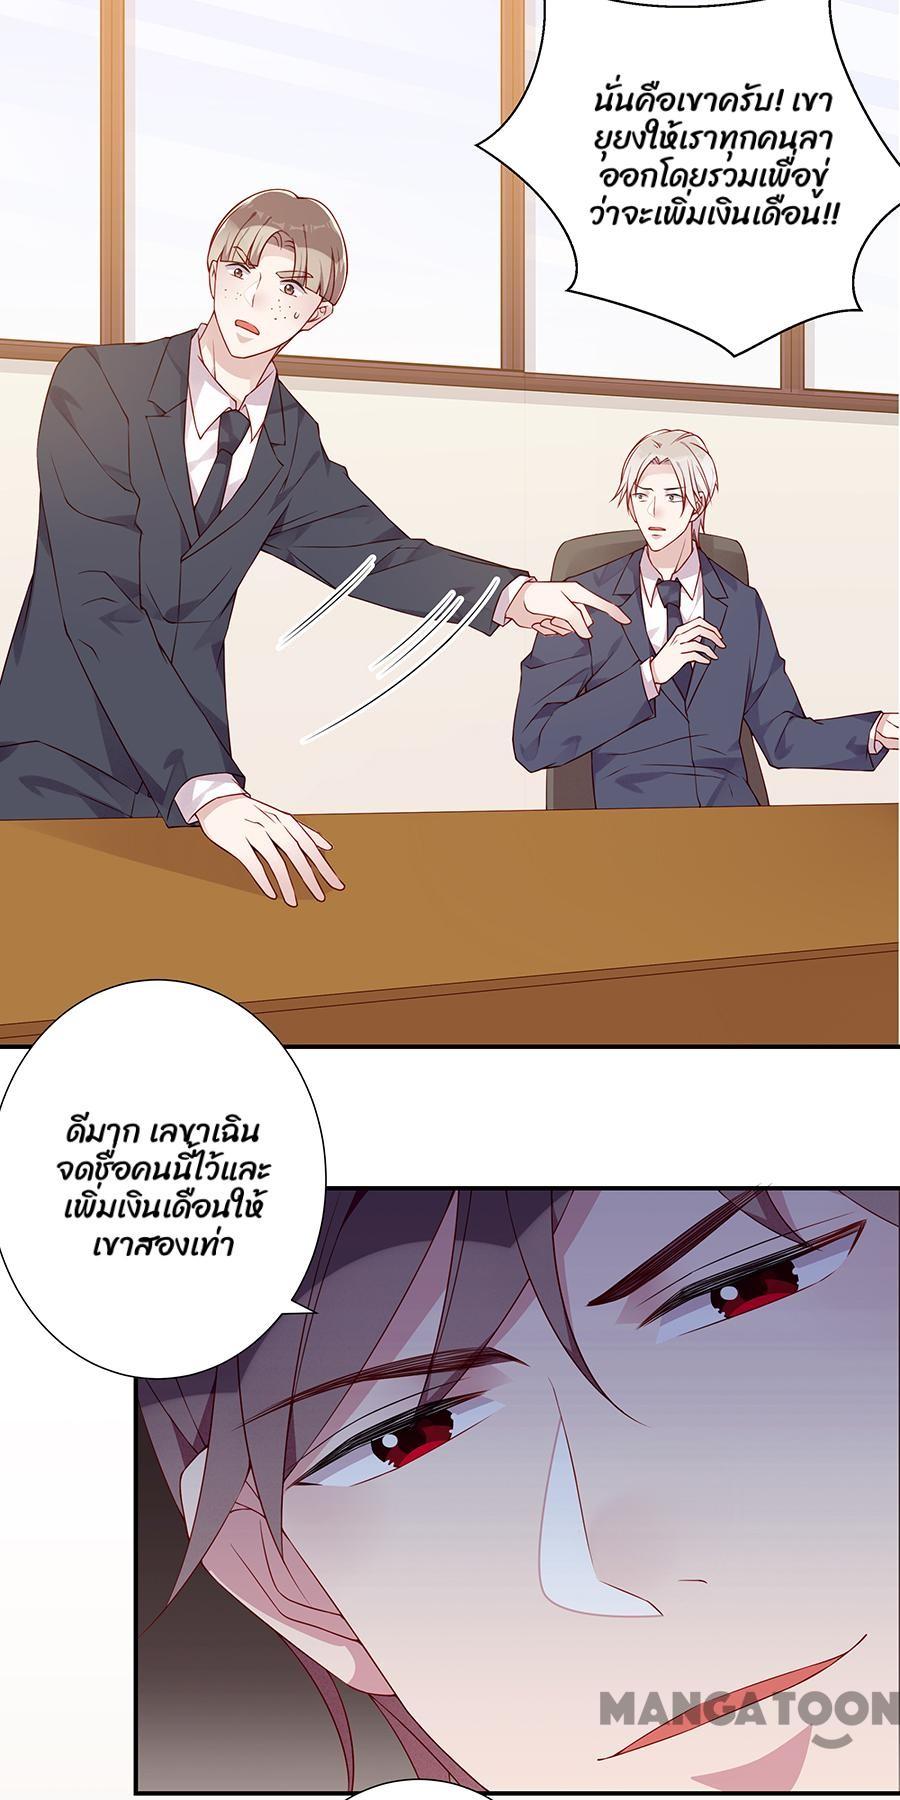 นั่นคือเขาครับ! เขา
ยุยงให้เราทุกคนลา
ออกโดยรวมเพื่อขู่
ว่าจะเพิ่มเงินเดือน!!
ดีมาก เลขาเฉิน
จดชื่อคนนี้ไว้และ
เพิ่มเงินเดือนให้
เขาสองเท่า
MANGATOON